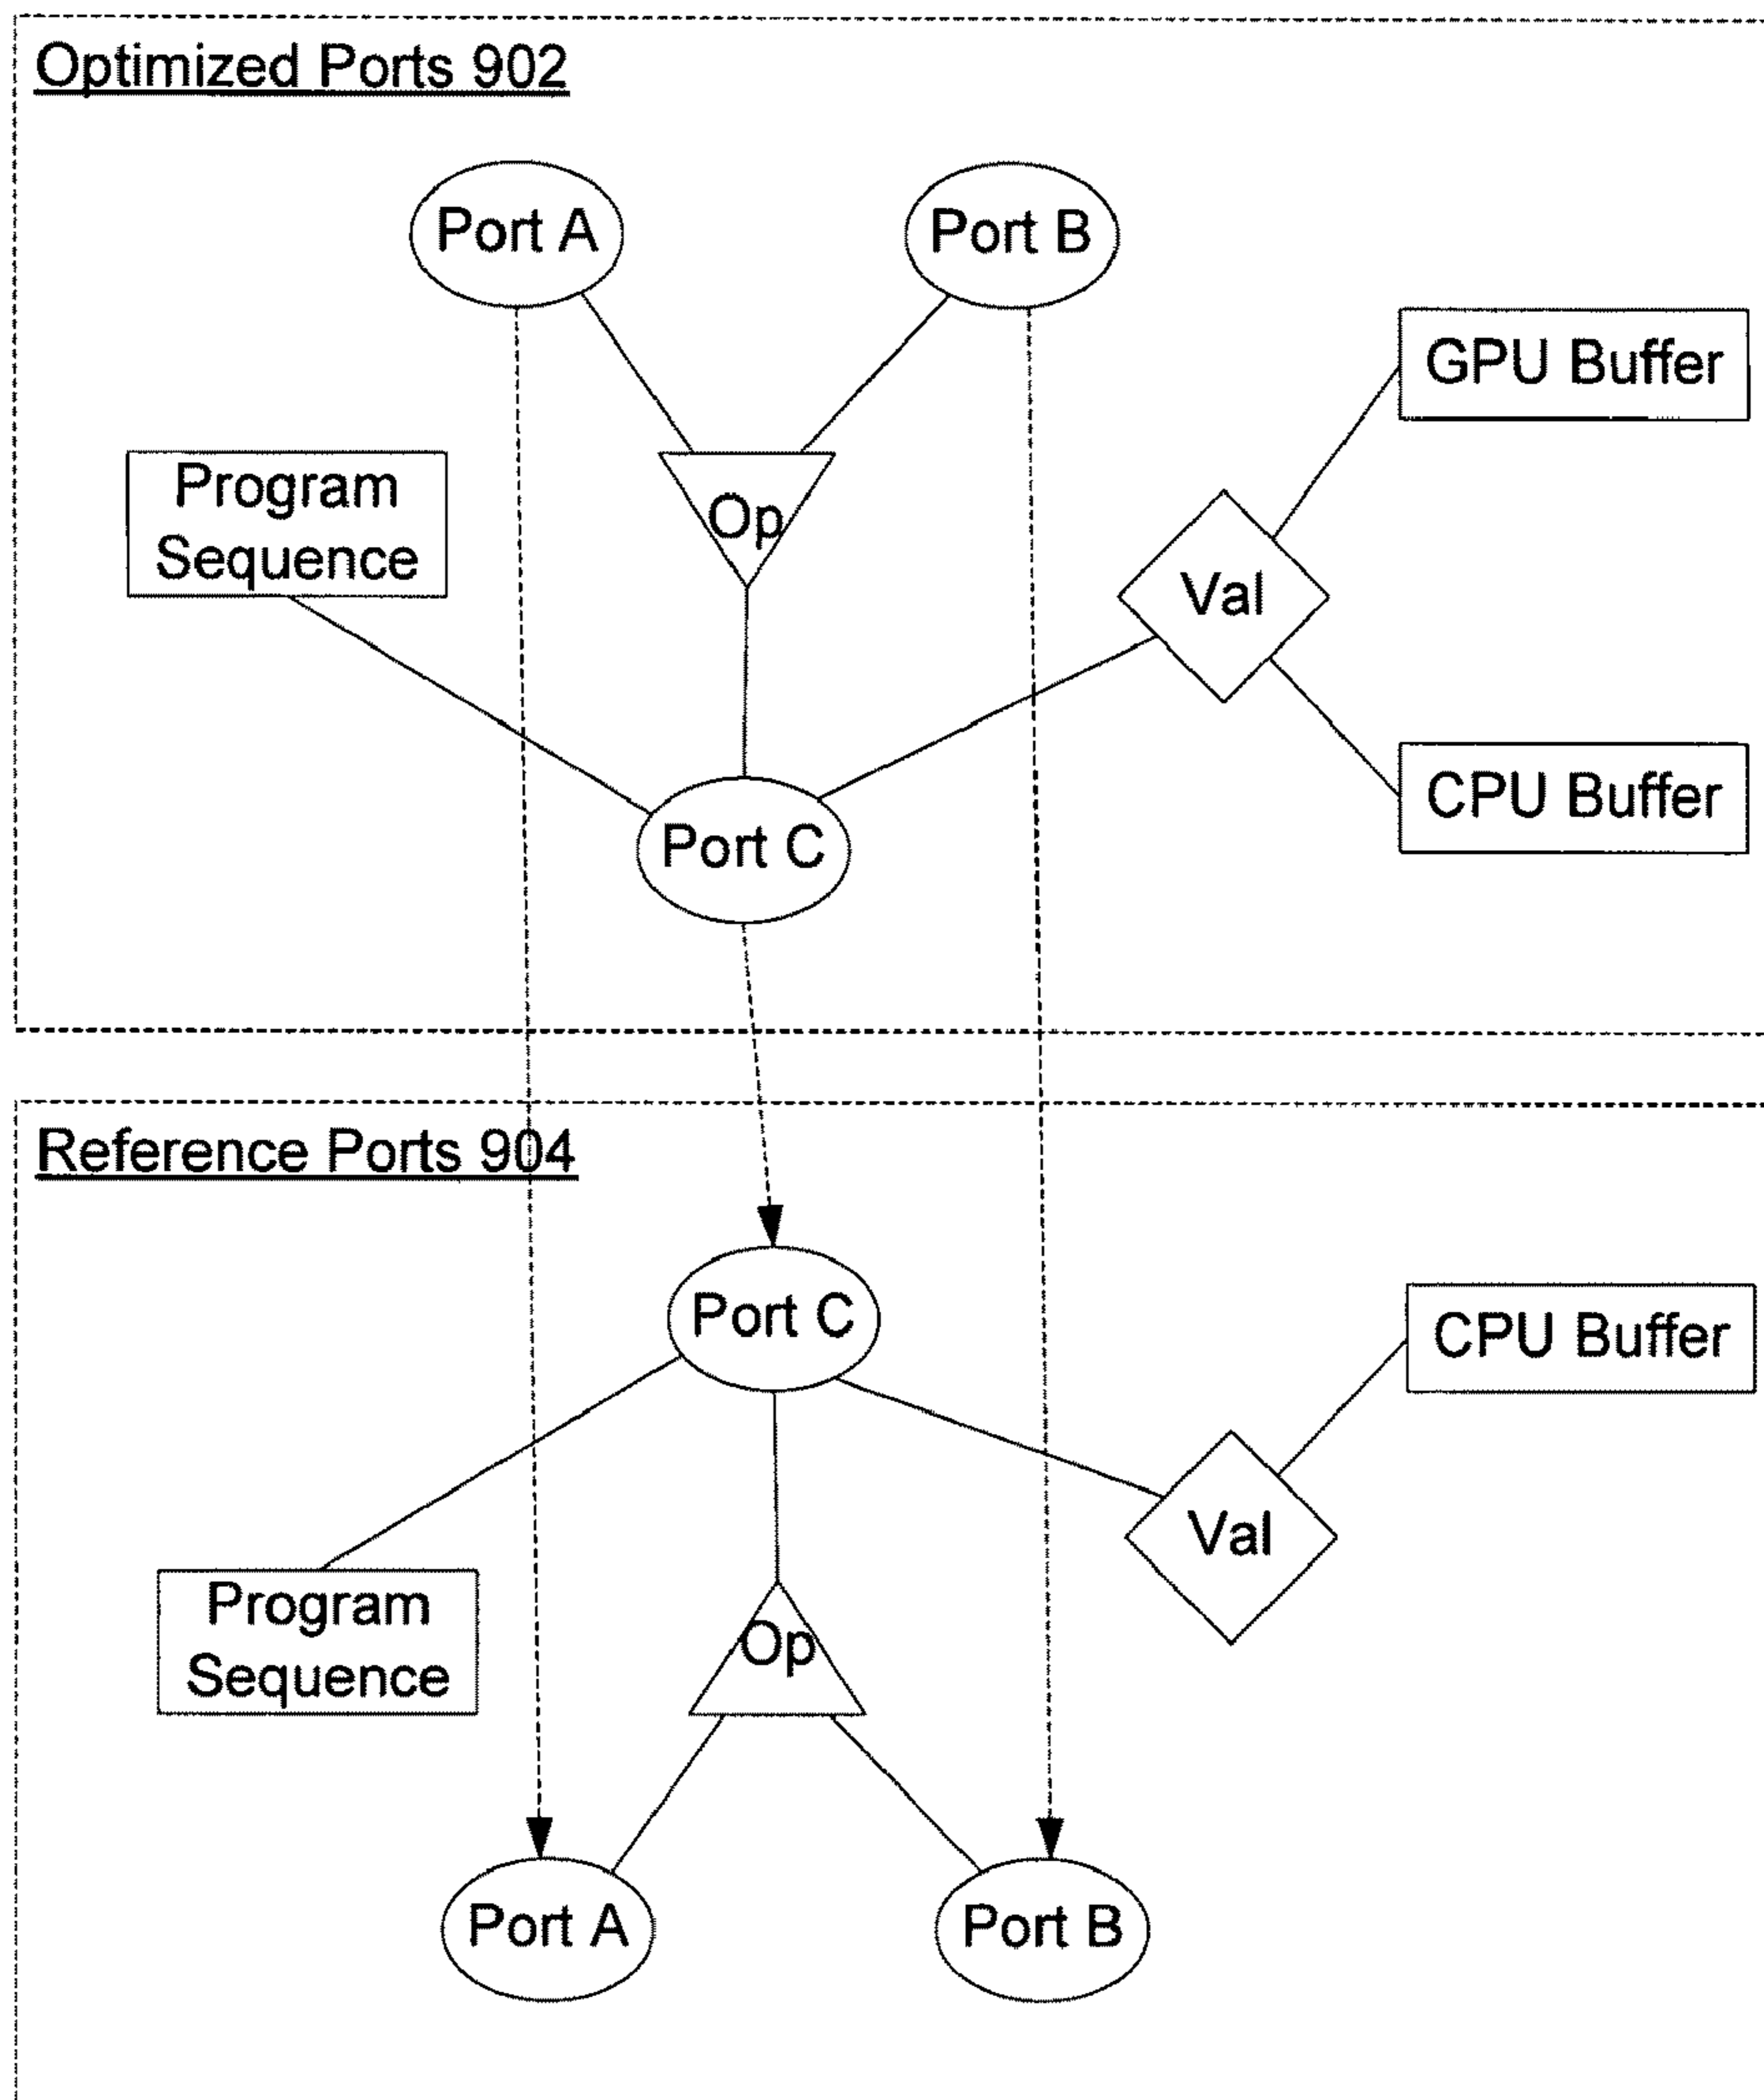 Optimized Ports 902
Port A
Port B
GPU Buffer
Program
Sequence
Op
Val
CPU Buffer
Port C
Reference Ports 904
Port C
CPU Buffer
Val
Program
Sequence
Op
Port A
Port B